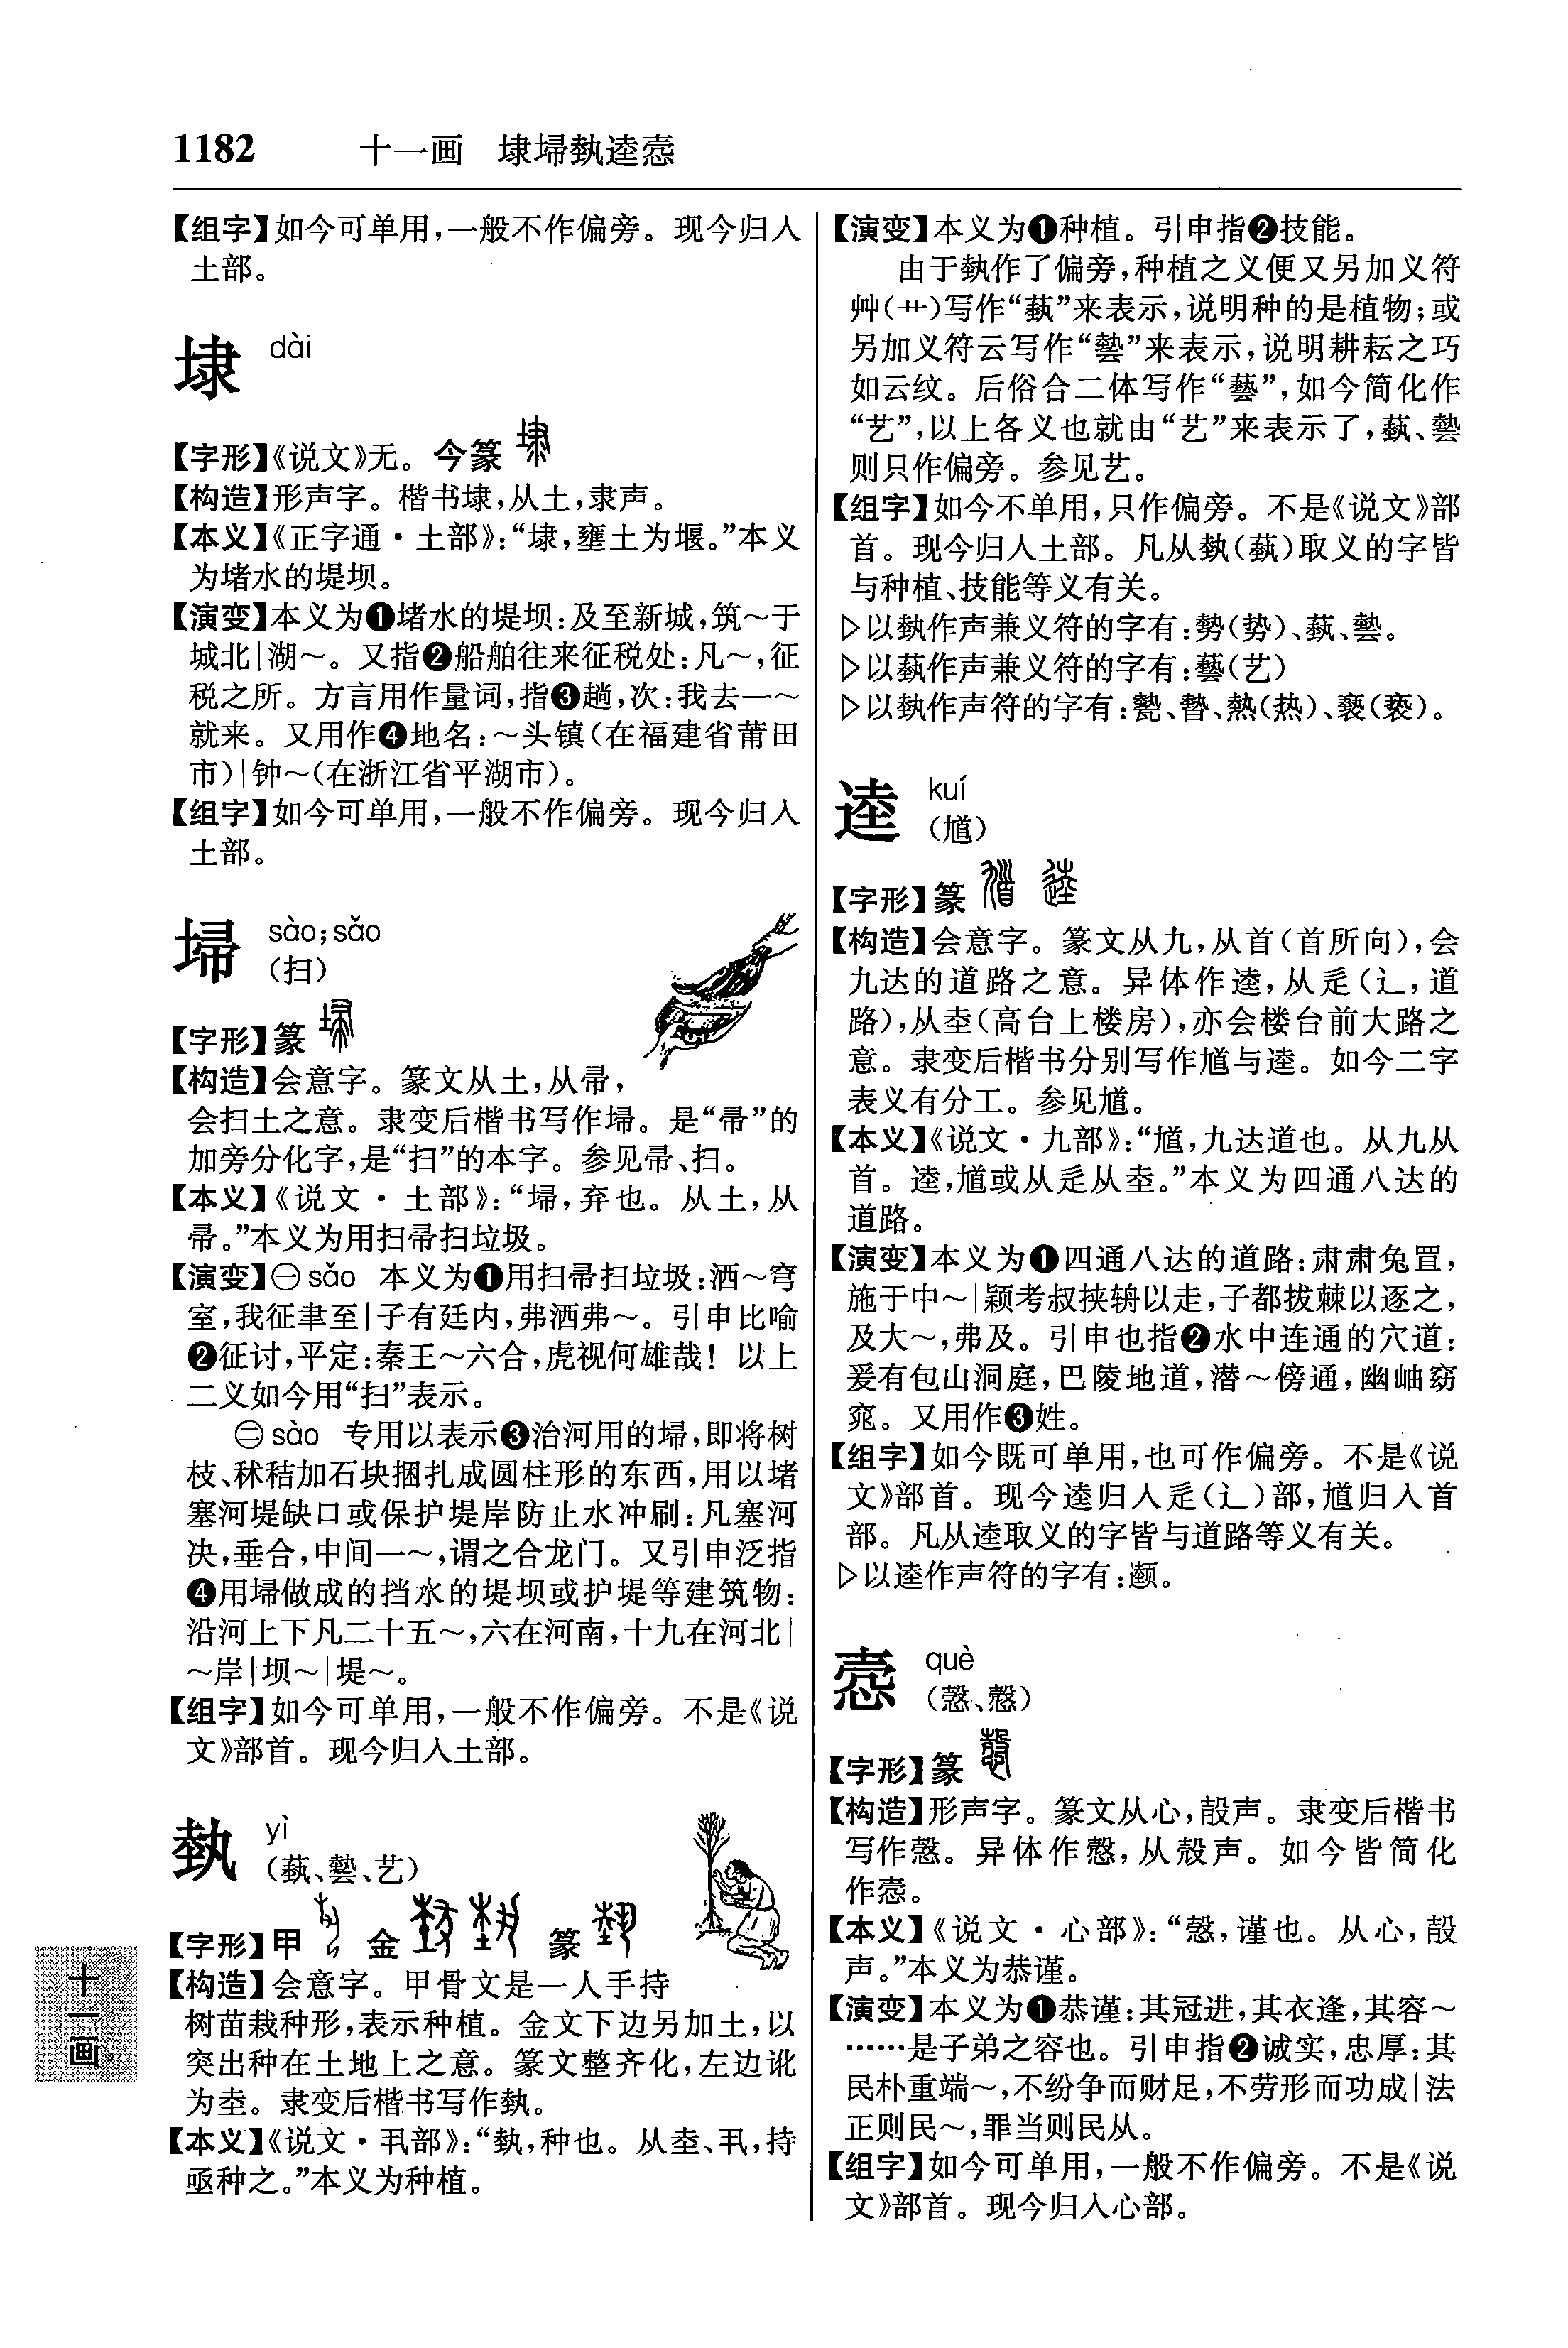 1182 十一画 埭埽埶逵悫
【组字】如今可单用,一般不作偏旁。现今归入
土部。
埭 dài
【字形】《说文》无。今篆
【构造】形声字。楷书埭,从土,隶声。
【本义】《正字通·土部》:“埭,壅土为堰。”本义
为堵水的堤坝。
【演变】本义为❶堵水的堤坝:及至新城,筑～于
城北|湖～。又指❷船舶往来征税处:凡～,征
税之所。方言用作量词,指❸趟,次:我去一～
就来。又用作❹地名:～头镇(在福建省莆田
市)|钟～(在浙江省平湖市)。
【组字】如今可单用,一般不作偏旁。现今归入
土部。
埽 sào;sǎo
(扫)
【字形】篆
【构造】会意字。篆文从土,从帚,
会扫土之意。隶变后楷书写作埽。是“帚”的
加旁分化字,是“扫”的本字。参见帚、扫。
【本义】《说文·土部》:“埽,弃也。从土,从
帚。”本义为用扫帚扫垃圾。
【演变】㊀sǎo 本义为❶用扫帚扫垃圾:洒～穹
室,我征聿至|子有廷内,弗洒弗～。引申比喻
❷征讨,平定:秦王～六合,虎视何雄哉! 以上
二义如今用“扫”表示。
㊁sào 专用以表示❸治河用的埽,即将树
枝、秫秸加石块捆扎成圆柱形的东西,用以堵
塞河堤缺口或保护堤岸防止水冲刷:凡塞河
决,垂合,中间一～,谓之合龙门。又引申泛指
❹用埽做成的挡水的堤坝或护堤等建筑物:
沿河上下凡二十五～,六在河南,十九在河北|
～岸|坝～|堤～。
【组字】如今可单用,一般不作偏旁。不是《说
文》部首。现今归入土部。
埶 yì
(蓺、兿、艺)
【字形】甲 金 篆
【构造】会意字。甲骨文是一人手持
树苗栽种形,表示种植。金文下边另加土,以
突出种在土地上之意。篆文整齐化,左边讹
为坴。隶变后楷书写作埶。
【本义】《说文·丮部》:“埶,种也。从坴、丮,持
亟种之。”本义为种植。
十一画
【演变】本义为❶种植。引申指❷技能。
由于埶作了偏旁,种植之义便又另加义符
艸(艹)写作“蓺”来表示,说明种的是植物;或
另加义符云写作“埶云”来表示,说明耕耘之巧
如云纹。后俗合二体写作“藝”,如今简化作
“艺”,以上各义也就由“艺”来表示了,蓺、
则只作偏旁。参见艺。
【组字】如今不单用,只作偏旁。不是《说文》部
首。现今归入土部。凡从埶(蓺)取义的字皆
与种植、技能等义有关。
▷以埶作声兼义符的字有:勢(势)、蓺、
▷以蓺作声兼义符的字有:藝(艺)
▷以埶作声符的字有:熱(热)、褻(亵)。
逵 kuí
(馗)
【字形】篆
【构造】会意字。篆文从九,从首(首所向),会
九达的道路之意。异体作逵,从辵(辶,道
路),从坴(高台上楼房),亦会楼台前大路之
意。隶变后楷书分别写作馗与逵。如今二字
表义有分工。参见馗。
【本义】《说文·九部》:“馗,九达道也。从九从
首。逵,馗或从辵从坴。”本义为四通八达的
道路。
【演变】本义为❶四通八达的道路:肃肃兔罝,
施于中～|颖考叔挟辀以走,子都拔棘以逐之,
及大～,弗及。引申也指❷水中连通的穴道:
爰有包山洞庭,巴陵地道,潜～傍通,幽岫窈
窕。又用作❸姓。
【组字】如今既可单用,也可作偏旁。不是《说
文》部首。现今逵归入辵(辶)部,馗归入首
部。凡从逵取义的字皆与道路等义有关。
▷以逵作声符的字有:
悫 què
(愨、慤)
【字形】篆
【构造】形声字。篆文从心,㱿声。隶变后楷书
写作愨。异体作慤,从殻声。如今皆简化
作悫。
【本义】《说文·心部》:“愨,谨也。从心,㱿
声。”本义为恭谨。
【演变】本义为❶恭谨:其冠进,其衣逢,其容～
……是子弟之容也。引申指❷诚实,忠厚:其
民朴重端～,不纷争而财足,不劳形而功成|法
正则民～,罪当则民从。
【组字】如今可单用,一般不作偏旁。不是《说
文》部首。现今归入心部。